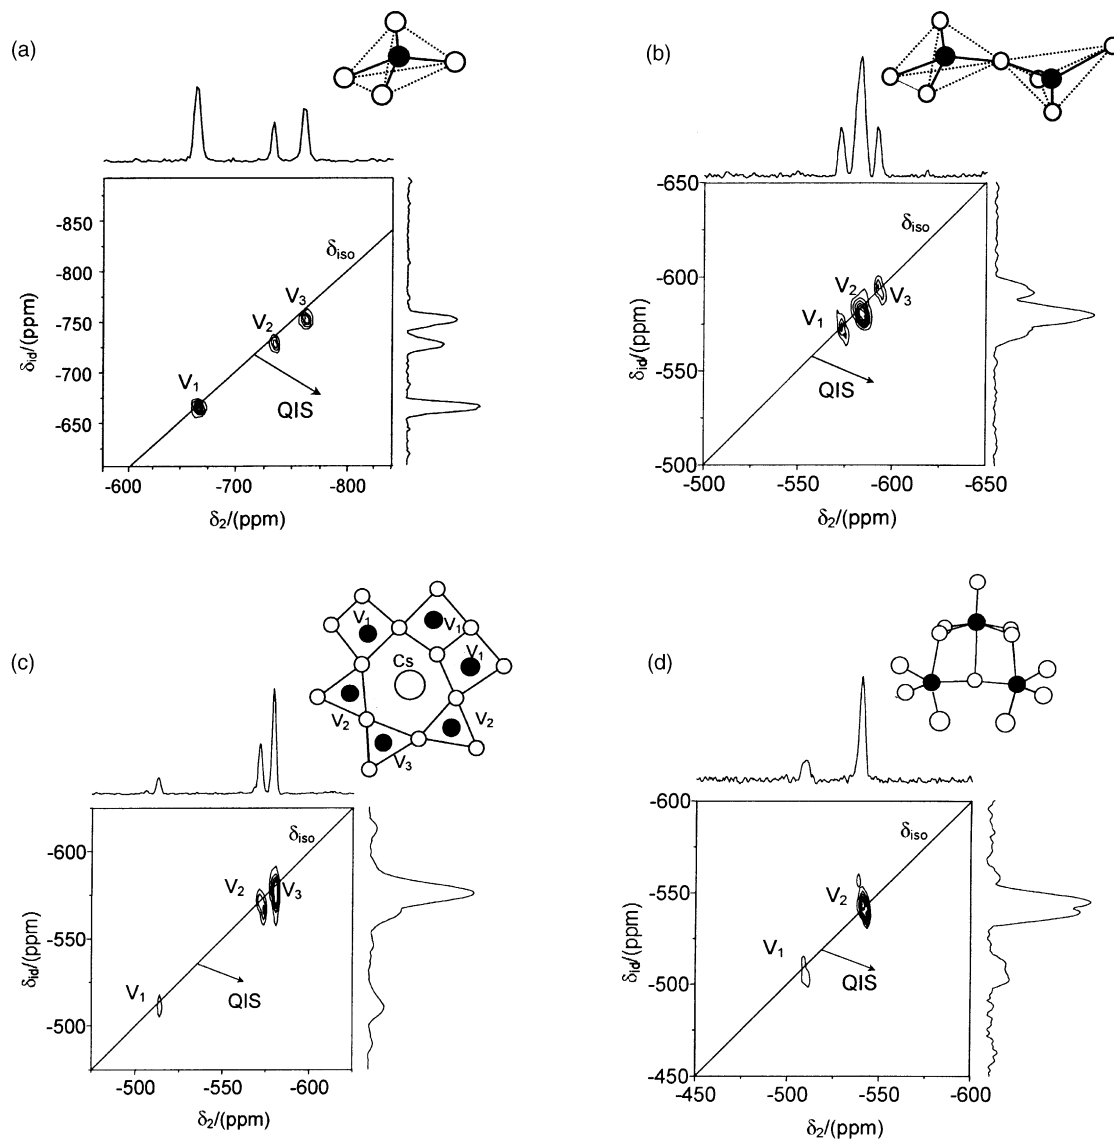 (a)
-850
-800
-750
-700
-650
δid/(ppm)
δiso
V1
V2
V3
QIS
-600 -700 -800
δ2/(ppm)
(b)
-650
-600
-550
-500
δid/(ppm)
δiso
V1
V2
V3
QIS
-500 -550 -600 -650
δ2/(ppm)
(c)
V1
V1
V1
Cs
V2
V2
V3
-600
-550
-500
δid/(ppm)
δiso
V1
V2
V3
QIS
-500 -550 -600
δ2/(ppm)
(d)
-600
-550
-500
-450
δid/(ppm)
δiso
V2
V1
QIS
-450 -500 -550 -600
δ2/(ppm)